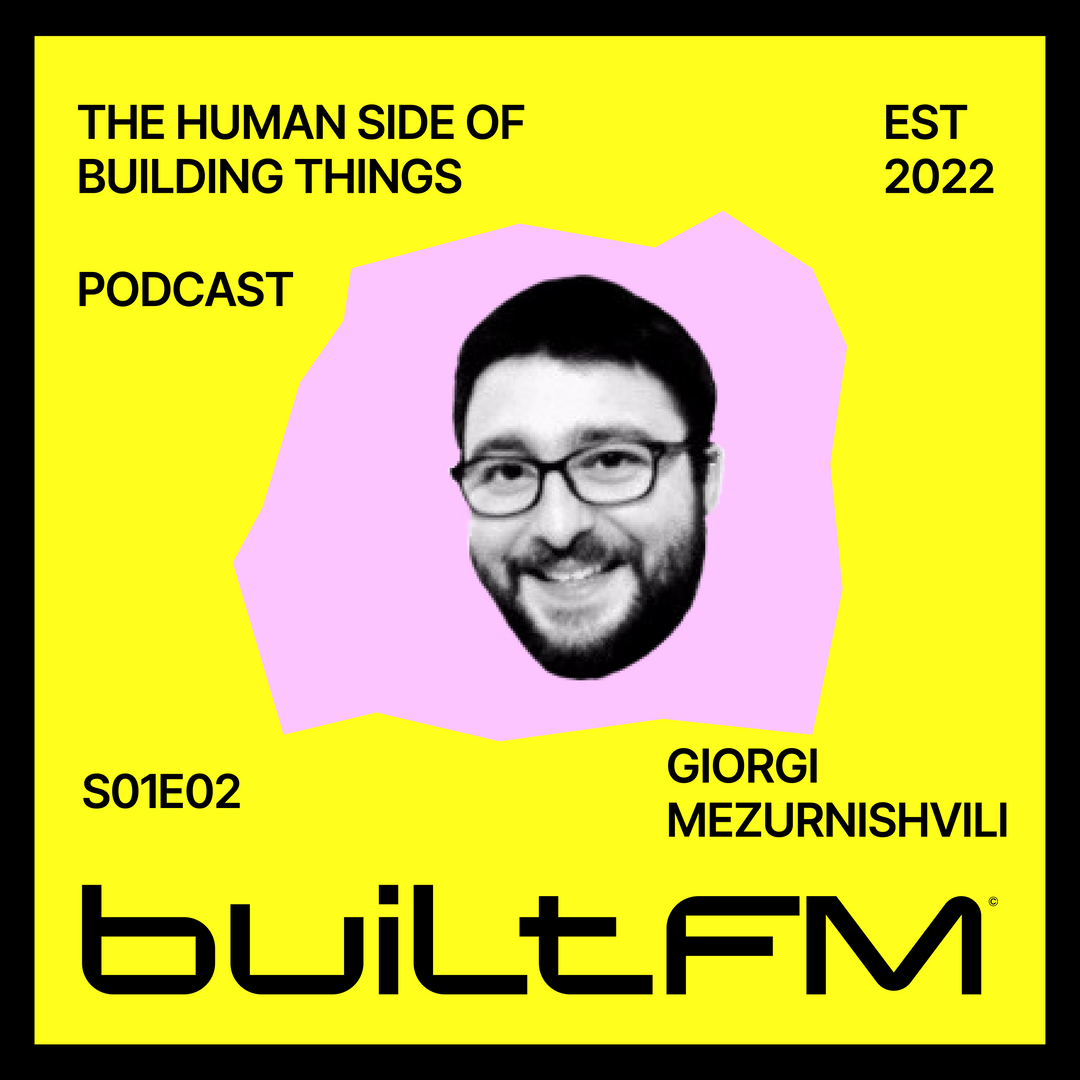 THE HUMAN SIDE OF
BUILDING THINGS
EST
2022
PODCAST
S01E02
GIORGI
MEZURNISHVILI
builtFM©